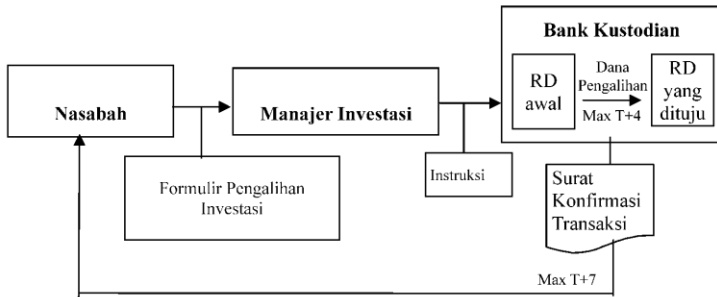 Nasabah
Formulir Pengalihan
Investasi
Manajer Investasi
Instruksi
Bank Kustodian
RD
awal
Dana
Pengalihan
Max T+4
RD
yang
dituju
Surat
Konfirmasi
Transaksi
Max T+7